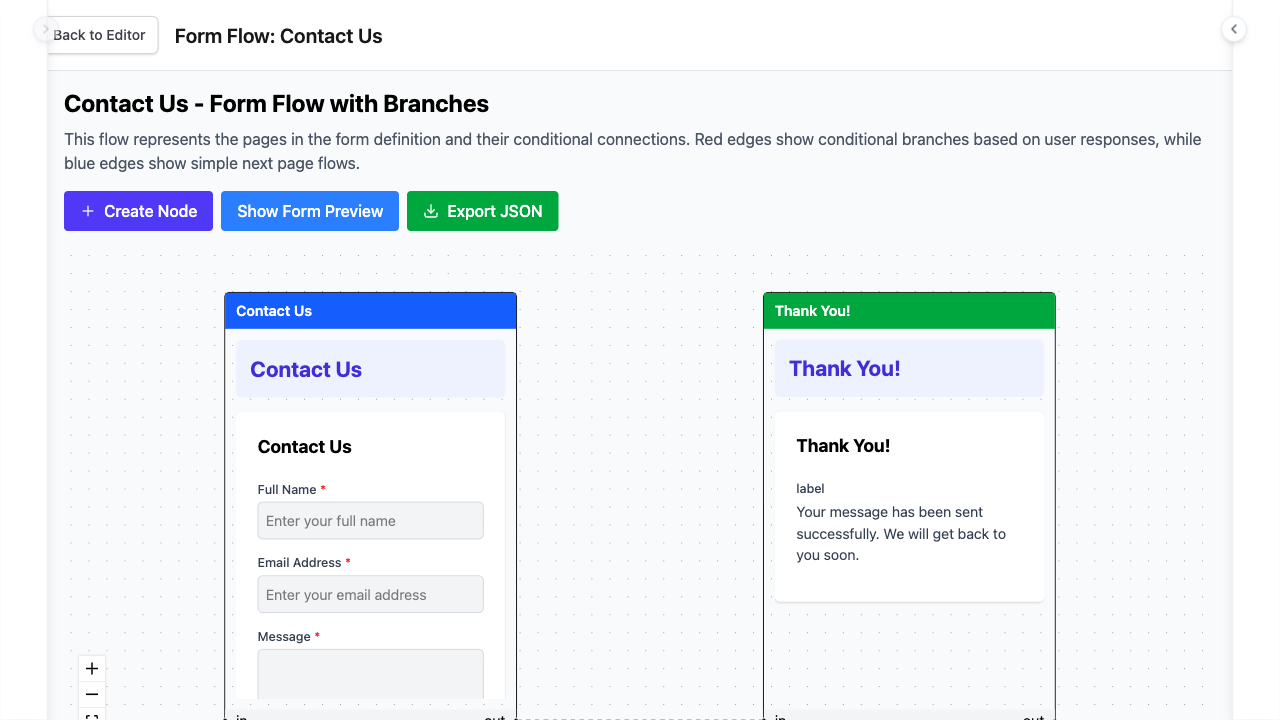 Back to Editor
Form Flow: Contact Us
Contact Us - Form Flow with Branches
This flow represents the pages in the form definition and their conditional connections. Red edges show conditional branches based on user responses, while
blue edges show simple next page flows.
Create Node
Show Form Preview
Export JSON
Contact Us
Contact Us
Contact Us
Full Name *
Enter your full name
Email Address *
Enter your email address
Message *
in
out
Thank You!
Thank You!
Thank You!
label
Your message has been sent
successfully. We will get back to
you soon.
in
out